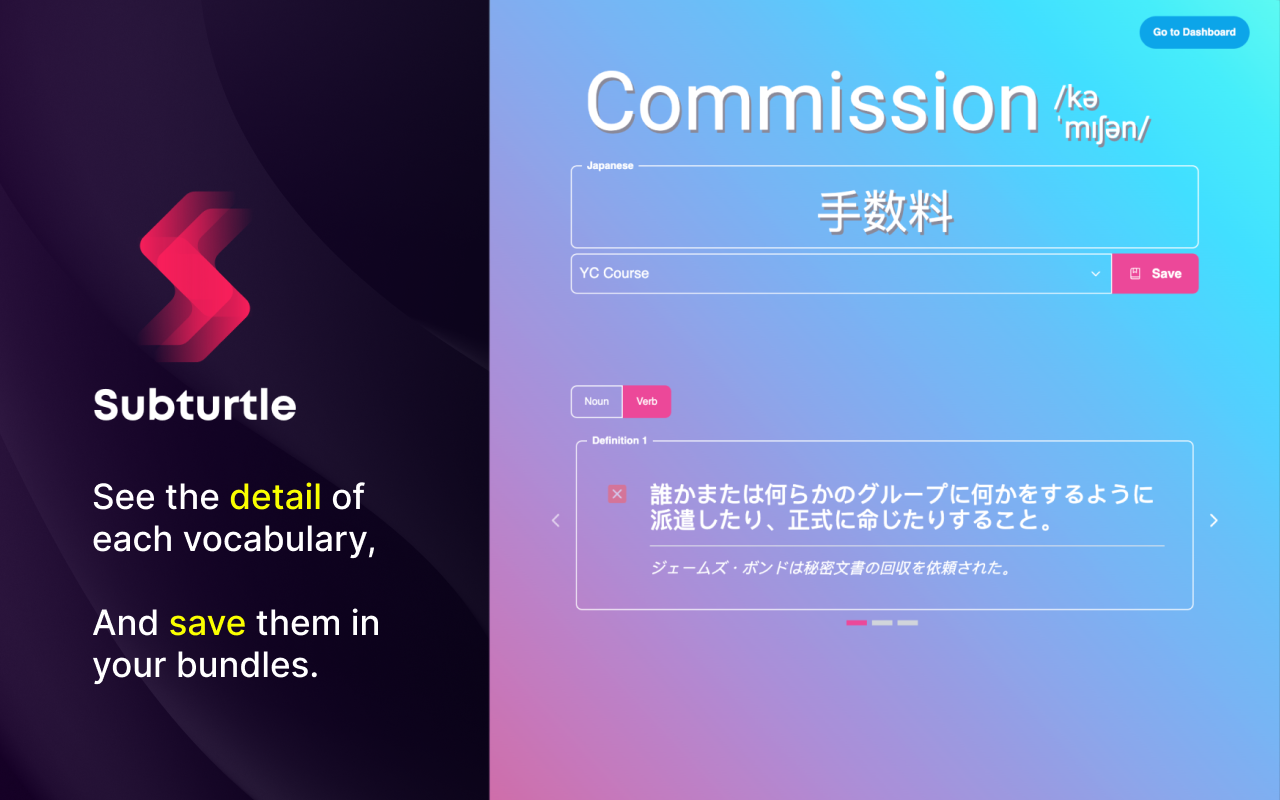 Subturtle
See the detail of
each vocabulary,
And save them in
your bundles.
Go to Dashboard
Commission /kə
ˈmɪʃən/
Japanese
手数料
YC Course
Save
Noun
Verb
Definition 1
誰かまたは何らかのグループに何かをするように
派遣したり、正式に命じたりすること。
ジェームズ・ボンドは秘密文書の回収を依頼された。